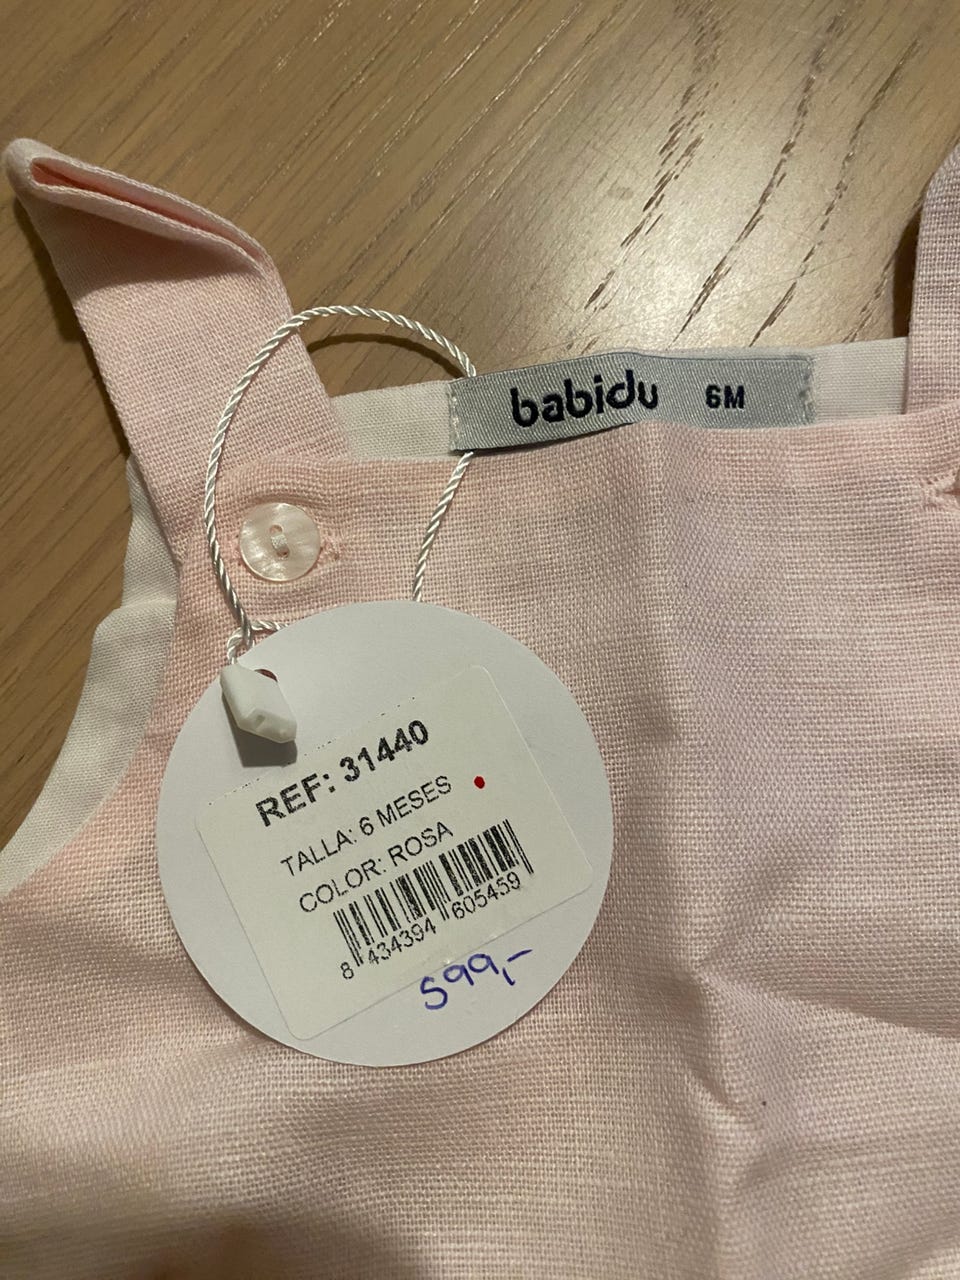 babidu 6M
REF: 31440
TALLA: 6 MESES
COLOR: ROSA
8 434394 605459
599,-